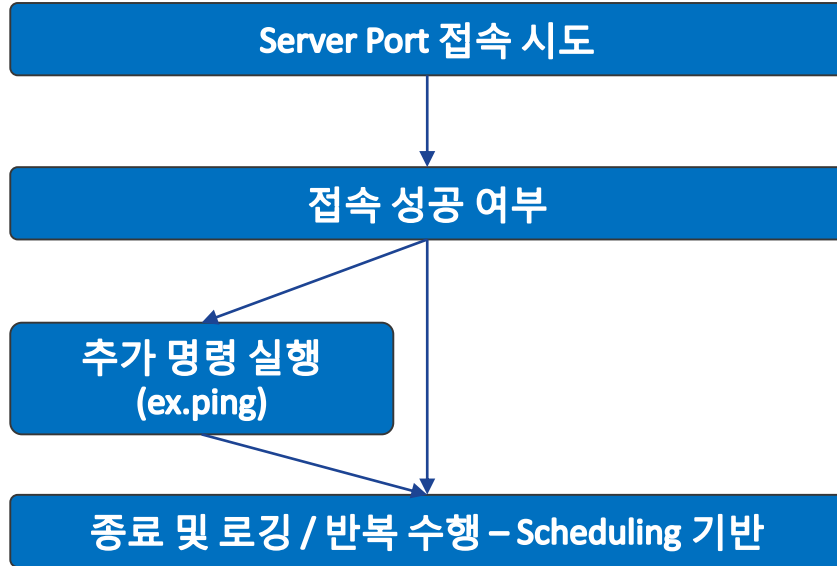 Server Port 접속 시도
접속 성공 여부
추가 명령 실행
(ex.ping)
종료 및 로깅 / 반복 수행 – Scheduling 기반